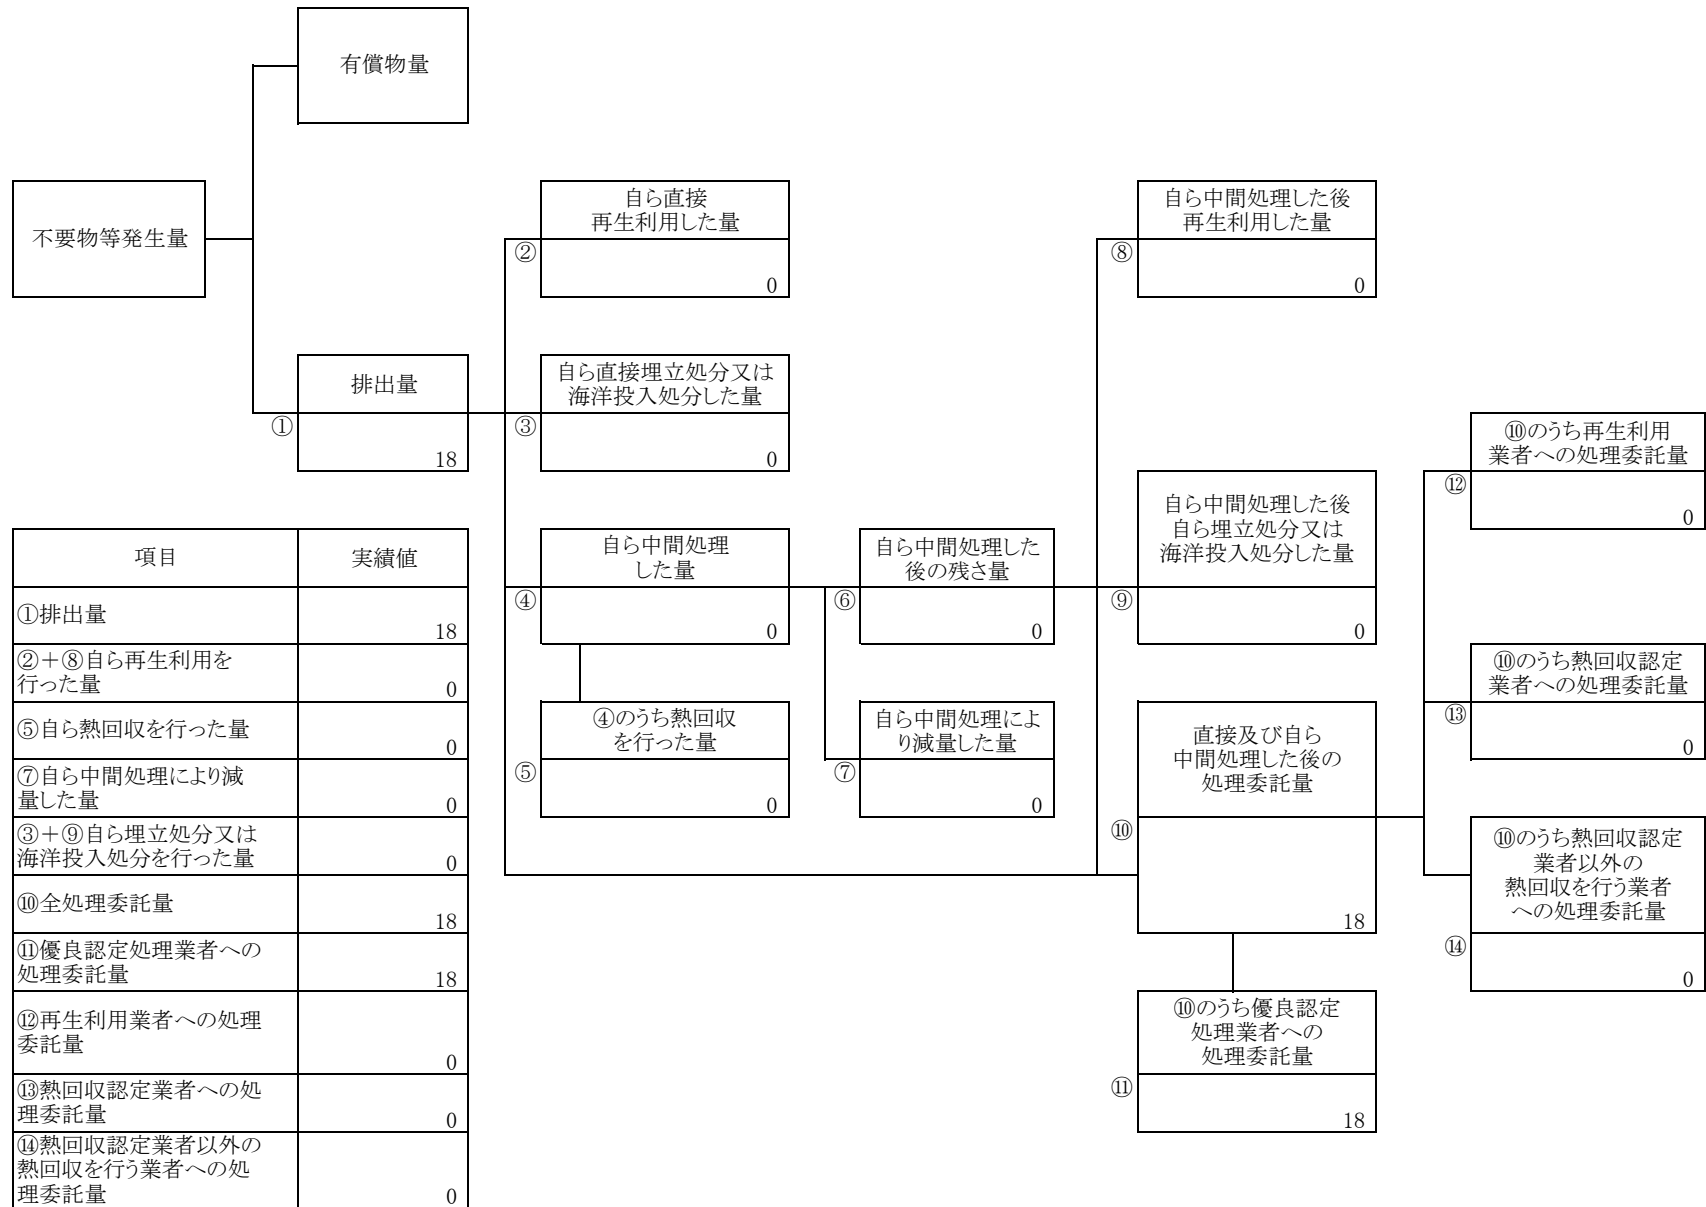 有償物量
不要物等発生量
自ら直接
再生利用した量
②
0
自ら中間処理した後
再生利用した量
⑧
0
排出量
①
18
自ら直接埋立処分又は
海洋投入処分した量
③
0
⑩のうち再生利用
業者への処理委託量
⑫
0
自ら中間処理
した量
④
0
自ら中間処理した
後の残さ量
⑥
0
自ら中間処理した後
自ら埋立処分又は
海洋投入処分した量
⑨
0
⑩のうち熱回収認定
業者への処理委託量
⑬
0
④のうち熱回収
を行った量
⑤
0
自ら中間処理によ
り減量した量
⑦
0
直接及び自ら
中間処理した後の
処理委託量
⑩
18
⑩のうち熱回収認定
業者以外の
熱回収を行う業者
への処理委託量
⑭
0
⑩のうち優良認定
処理業者への
処理委託量
⑪
18
項目
実績値
①排出量
18
②＋⑧自ら再生利用を
行った量
0
⑤自ら熱回収を行った量
0
⑦自ら中間処理により減
量した量
0
③＋⑨自ら埋立処分又は
海洋投入処分を行った量
0
⑩全処理委託量
18
⑪優良認定処理業者への
処理委託量
18
⑫再生利用業者への処理
委託量
0
⑬熱回収認定業者への処
理委託量
0
⑭熱回収認定業者以外の
熱回収を行う業者への処
理委託量
0